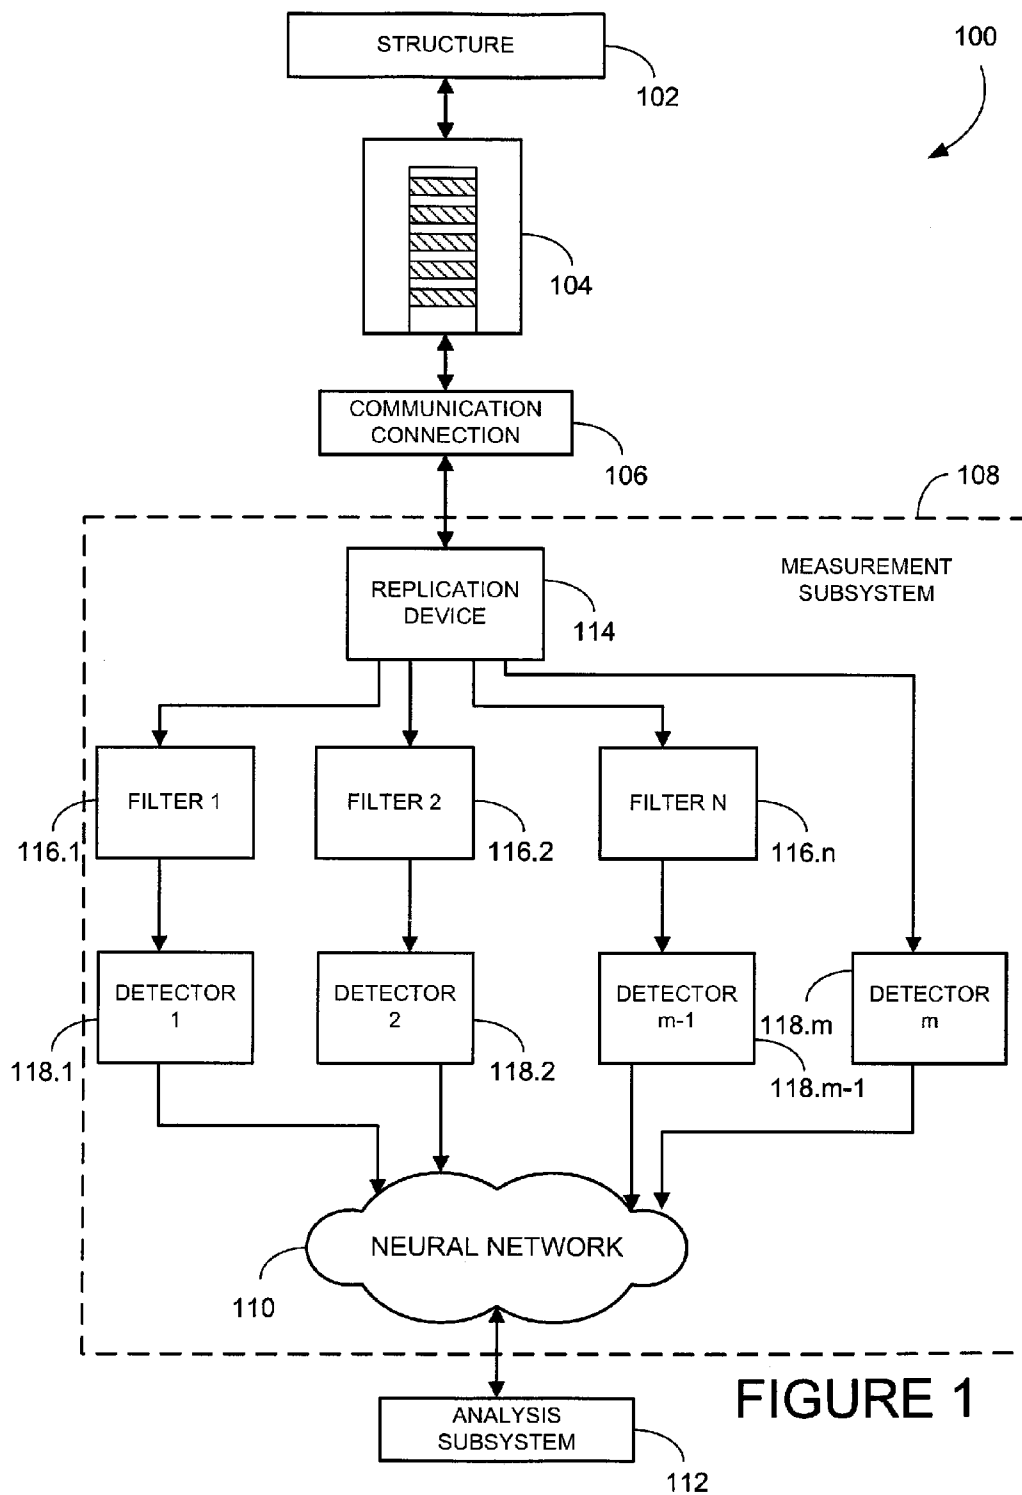 STRUCTURE
100
102
104
COMMUNICATION
CONNECTION
106
108
MEASUREMENT
SUBSYSTEM
REPLICATION
DEVICE
114
FILTER 1
FILTER 2
FILTER N
116.1
116.2
116.n
DETECTOR
1
DETECTOR
2
DETECTOR
m-1
DETECTOR
m
118.m
118.1
118.2
118.m-1
NEURAL NETWORK
110
FIGURE 1
ANALYSIS
SUBSYSTEM
112